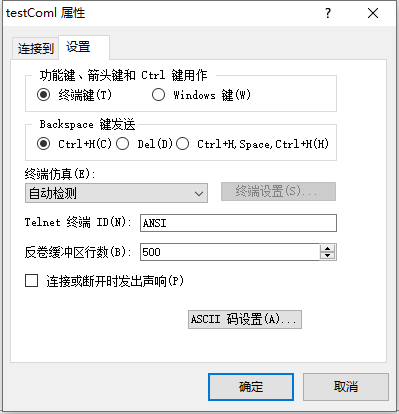 testComl 属性
连接到 设置
功能键、箭头键和 Ctrl 键用作
终端键(T) Windows 键(W)
Backspace 键发送
Ctrl+H(C) Del(D) Ctrl+H,Space,Ctrl+H(H)
终端仿真(E):
自动检测 终端设置(S)...
Telnet 终端 ID(N): ANSI
反卷缓冲区行数(B): 500
连接或断开时发出声响(P)
ASCII 码设置(A)...
确定 取消